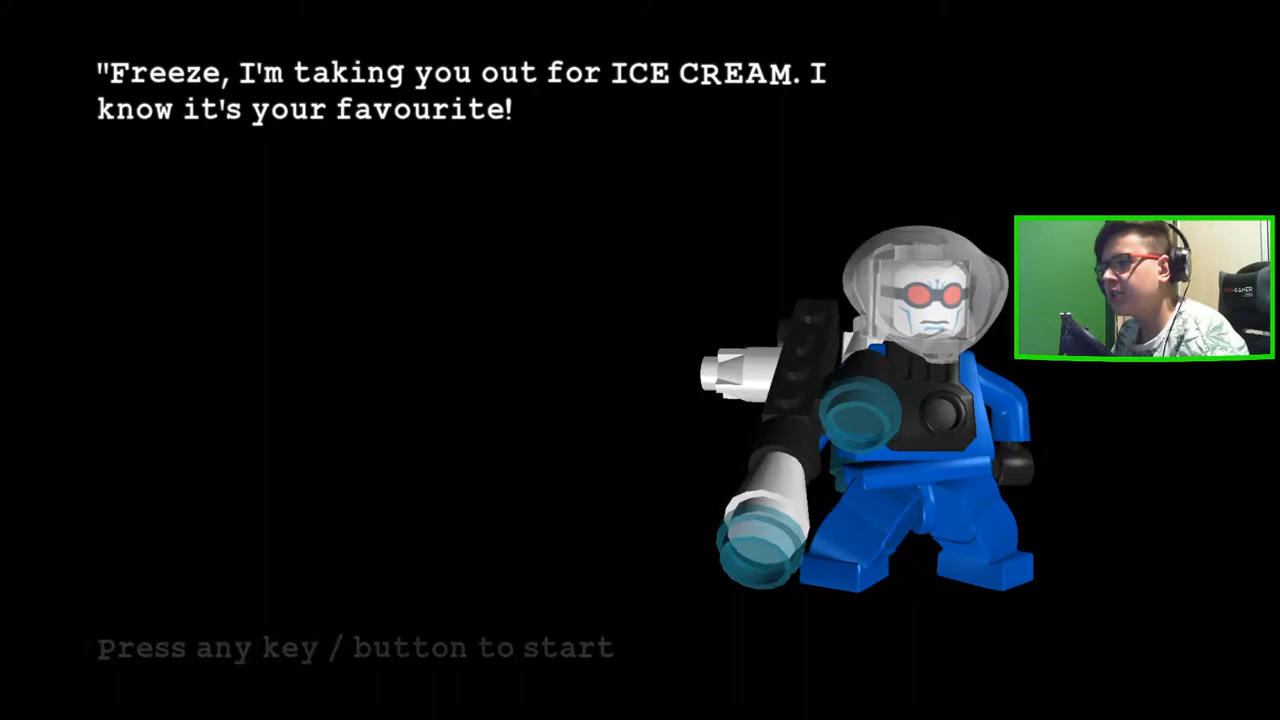 "Freeze, I'm taking you out for ICE CREAM. I
know it's your favourite!
Press any key / button to start